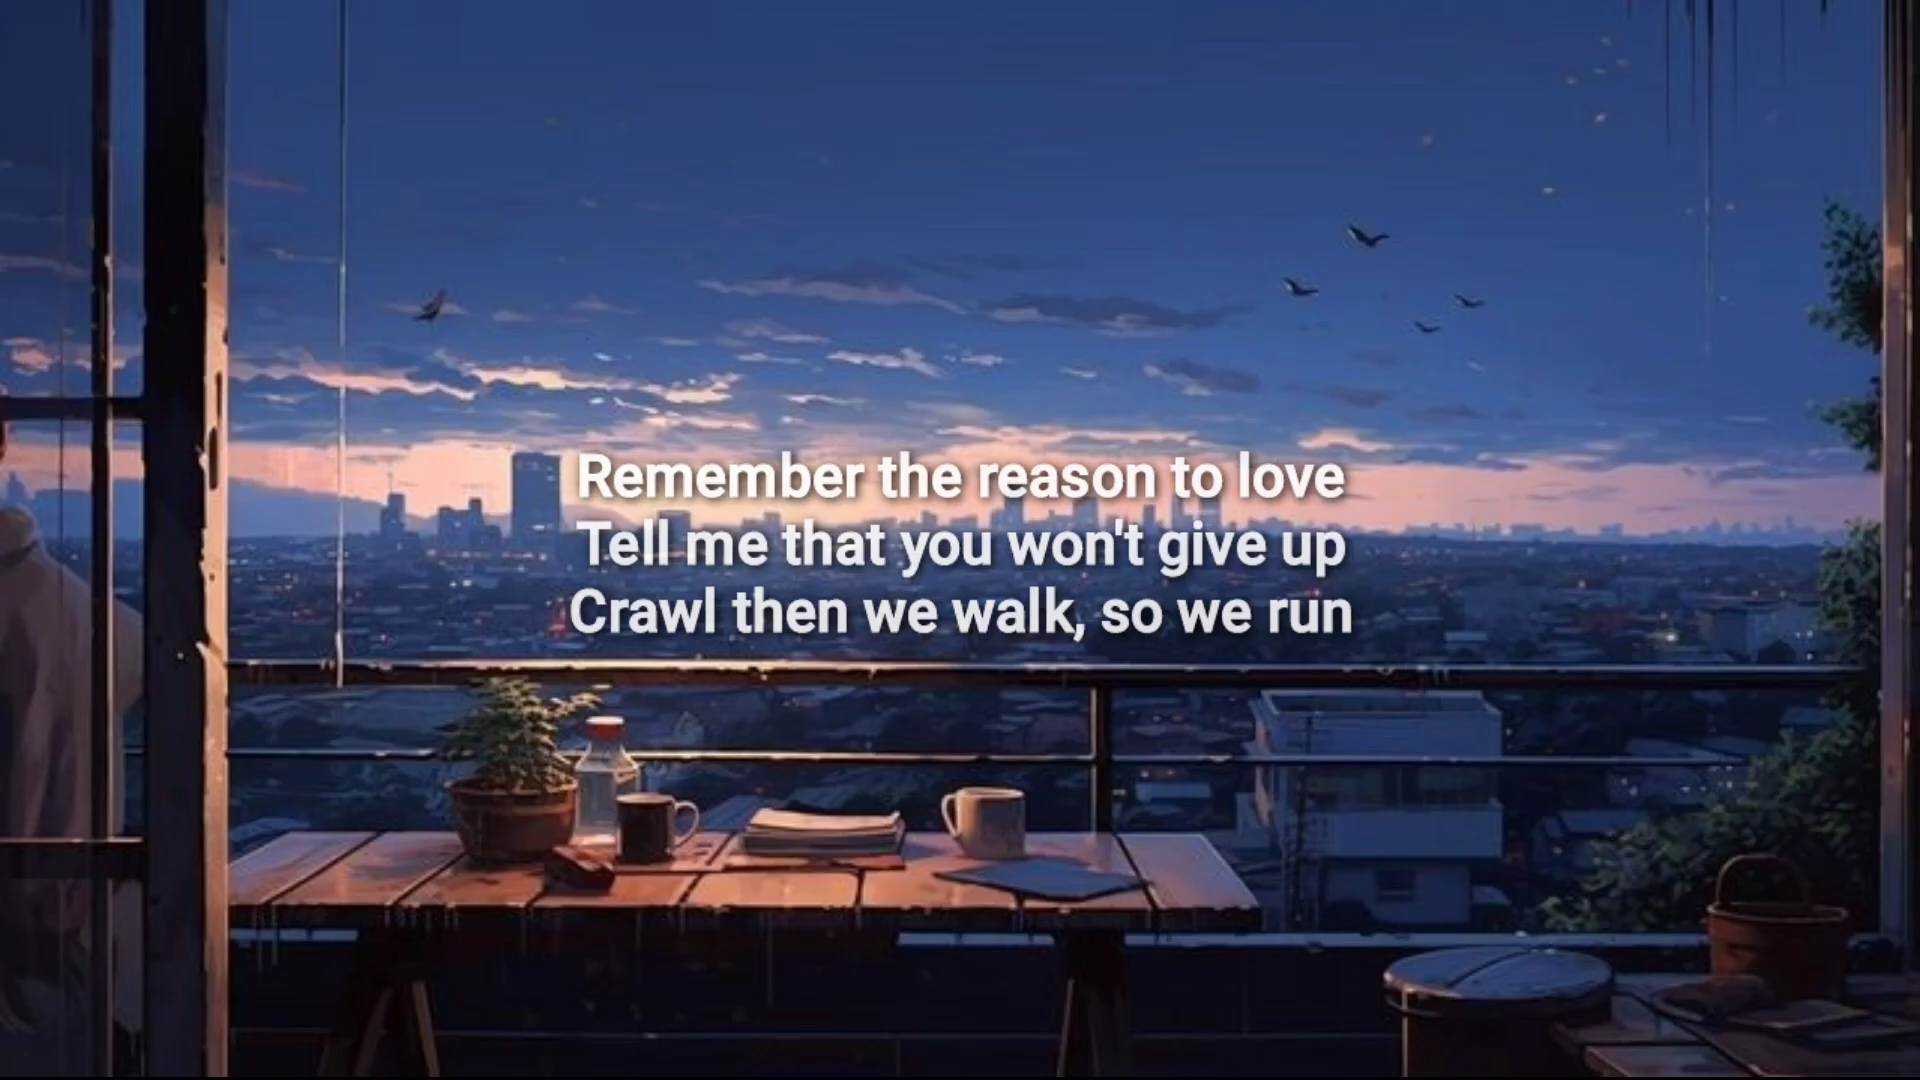 Remember the reason to love
Tell me that you won't give up
Crawl then we walk, so we run